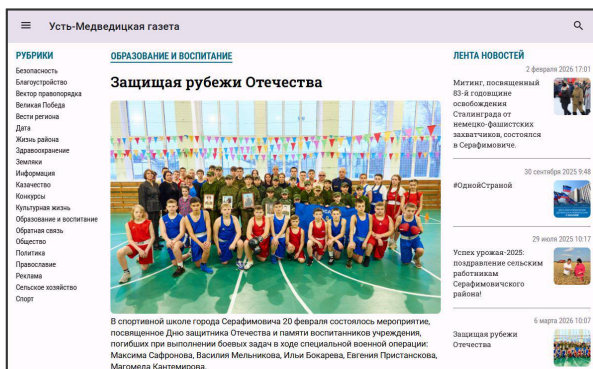 Усть-Медведицкая газета
РУБРИКИ
Безопасность
Благоустройство
Вектор правопорядка
Великая Победа
Вести региона
Дата
Жизнь района
Здравоохранение
Земляки
Информация
Казачество
Конкурсы
Культурная жизнь
Образование и воспитание
Обратная связь
Общество
Политика
Православие
Реклама
Сельское хозяйство
Спорт
ОБРАЗОВАНИЕ И ВОСПИТАНИЕ
Защищая рубежи Отечества
В спортивной школе города Серафимовича 20 февраля состоялось мероприятие,
посвященное Дню защитника Отечества и памяти воспитанников учреждения,
погибших при выполнении боевых задач в ходе специальной военной операции:
Максима Сафронова, Василия Мельникова, Ильи Бокарева, Евгения Пристанскова,
Магомеда Кантемирова.
ЛЕНТА НОВОСТЕЙ
2 февраля 2026 17:01
Митинг, посвященный
83-й годовщине
освобождения
Сталинграда от
немецко-фашистских
захватчиков, состоялся
в Серафимовиче.
30 сентября 2025 9:48
#ОднойСтраной
29 июля 2025 10:17
Успех урожая-2025:
поздравление сельским
работникам
Серафимовичского
района!
6 марта 2026 10:07
Защищая рубежи
Отечества